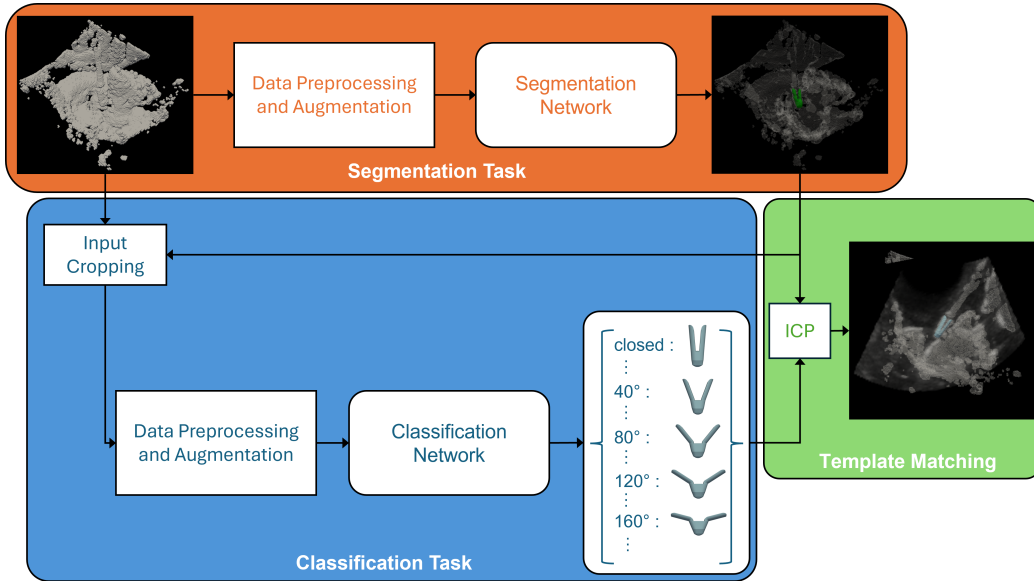 Data Preprocessing
and Augmentation
Segmentation
Network
Segmentation Task
Input
Cropping
ICP
closed :
⋮
40° :
⋮
80° :
⋮
120° :
⋮
160° :
⋮
Data Preprocessing
and Augmentation
Classification
Network
Template Matching
Classification Task